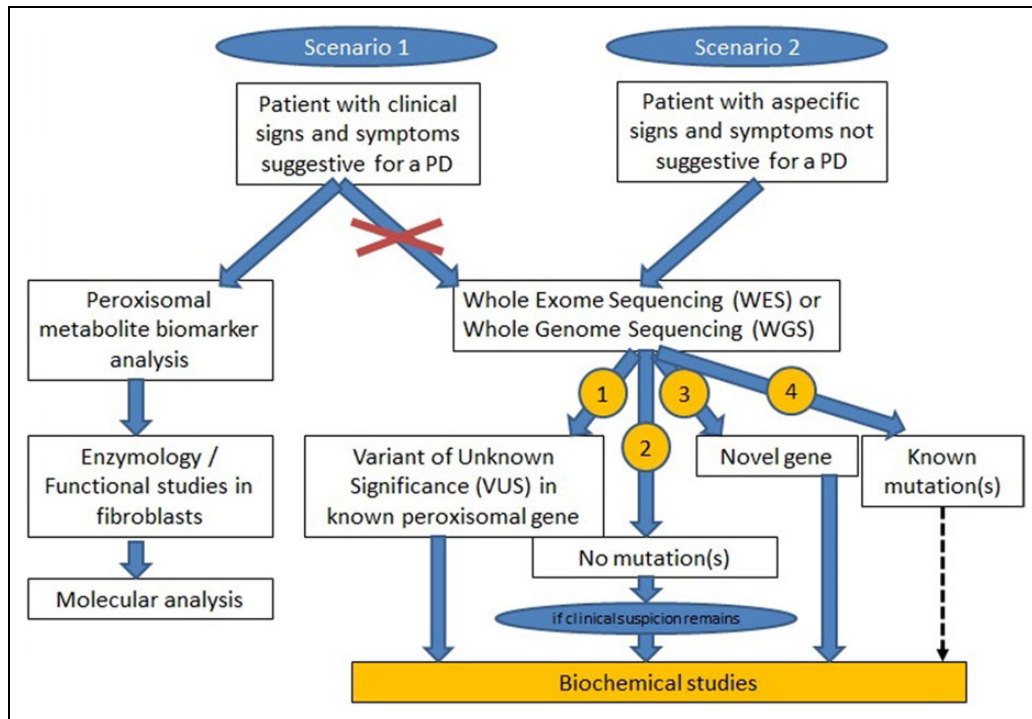 Scenario 1
Scenario 2
Patient with clinical
signs and symptoms
suggestive for a PD
Patient with aspecific
signs and symptoms not
suggestive for a PD
Peroxisomal
metabolite biomarker
analysis
Whole Exome Sequencing (WES) or
Whole Genome Sequencing (WGS)
1
2
3
4
Enzymology /
Functional studies in
fibroblasts
Variant of Unknown
Significance (VUS) in
known peroxisomal gene
Novel gene
Known
mutation(s)
No mutation(s)
Molecular analysis
if clinical suspicion remains
Biochemical studies